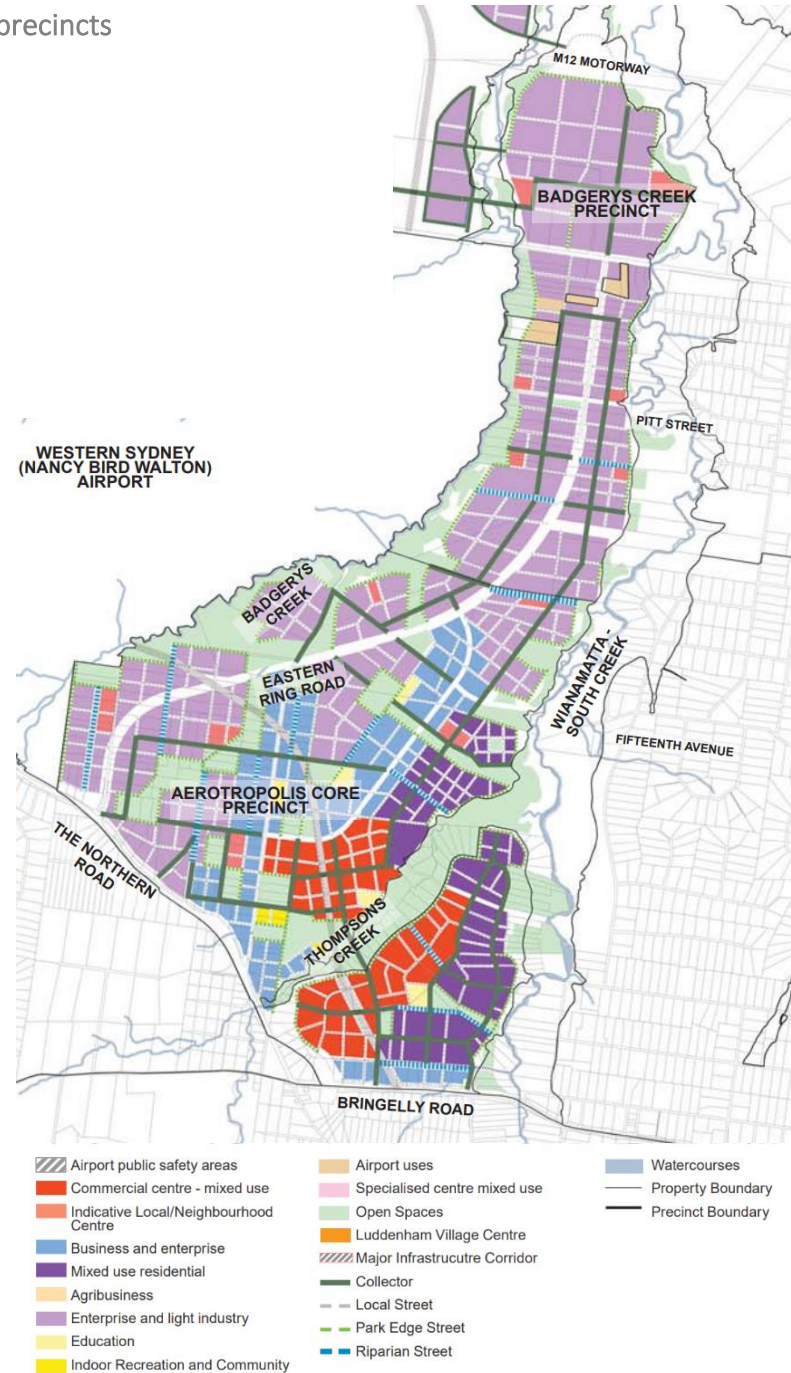 precincts
M12 MOTORWAY
BADGERYS CREEK
PRECINCT
PITT STREET
WESTERN SYDNEY
(NANCY BIRD WALTON)
AIRPORT
BADGERYS
CREEK
EASTERN
RING ROAD
WIANAMATTA -
SOUTH CREEK
FIFTEENTH AVENUE
AEROTROPOLIS CORE
PRECINCT
THE NORTHERN
ROAD
THOMPSONS
CREEK
BRINGELLY ROAD
Airport public safety areas
Commercial centre - mixed use
Indicative Local/Neighbourhood
Centre
Business and enterprise
Mixed use residential
Agribusiness
Enterprise and light industry
Education
Indoor Recreation and Community
Airport uses
Specialised centre mixed use
Open Spaces
Luddenham Village Centre
Major Infrastrucutre Corridor
Collector
Local Street
Park Edge Street
Riparian Street
Watercourses
Property Boundary
Precinct Boundary